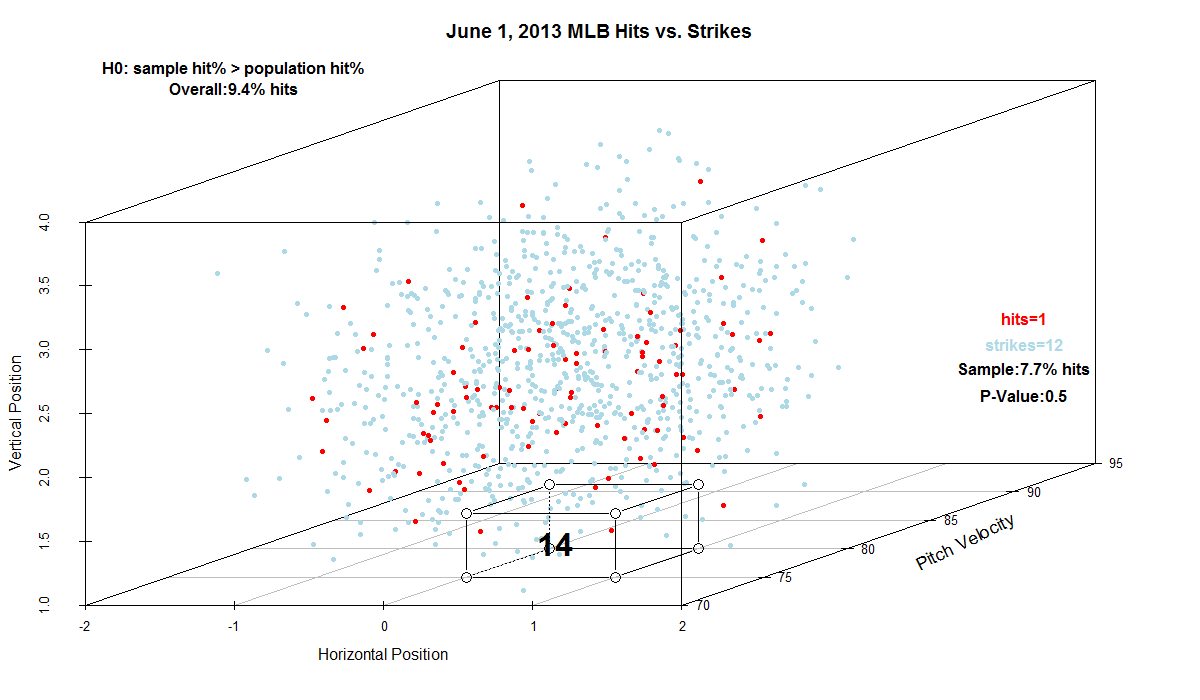 June 1, 2013 MLB Hits vs. Strikes
H0: sample hit% > population hit%
Overall:9.4% hits
hits=1
strikes=12
Sample:7.7% hits
P-Value:0.5
Vertical Position
4.0
3.5
3.0
2.5
2.0
1.5
1.0
14
95
90
85
80
75
70
Pitch Velocity
-2 -1 0 1 2
Horizontal Position